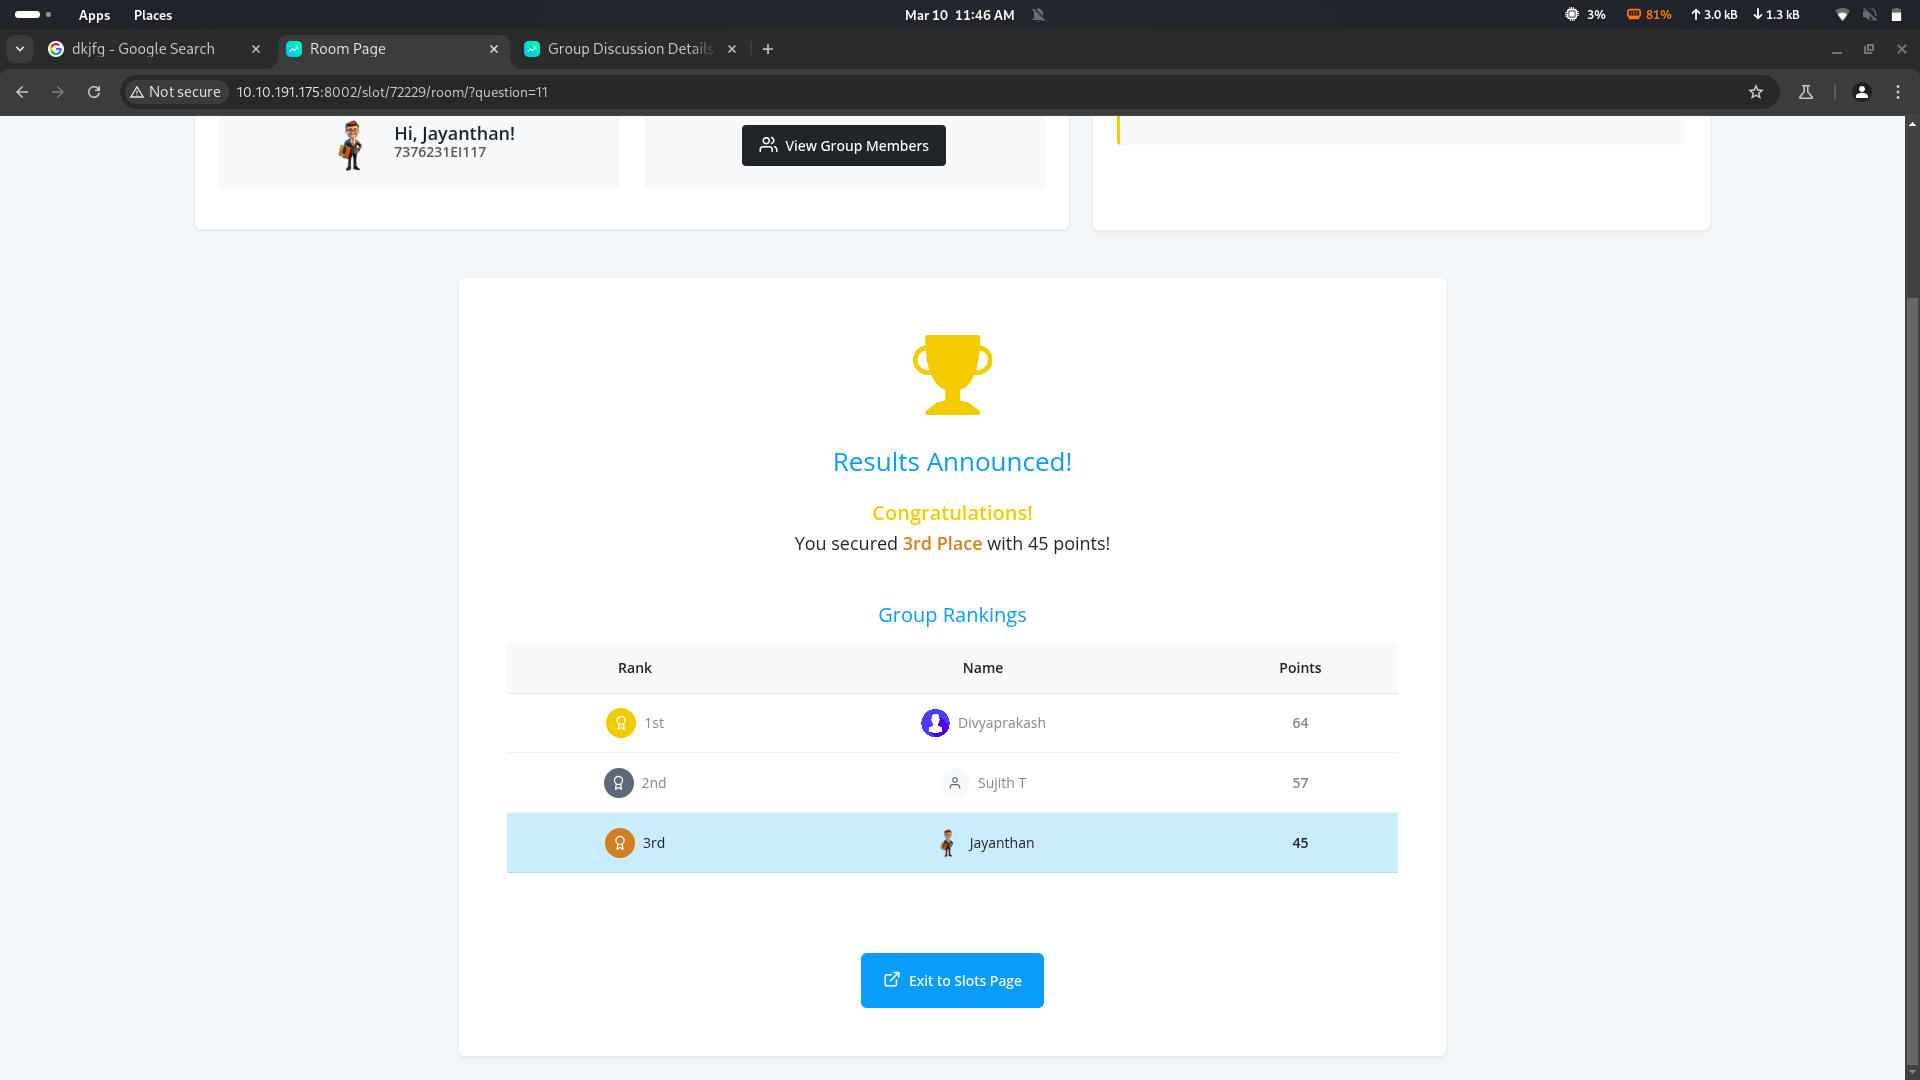 Apps Places Mar 10 11:46 AM 3% 81% 3.0 kB 1.3 kB
dkjfg - Google Search Room Page Group Discussion Details
Not secure 10.10.191.175:8002/slot/72229/room/?question=11
Hi, Jayanthan!
7376231EI117
View Group Members
Results Announced!
Congratulations!
You secured 3rd Place with 45 points!
Group Rankings
Rank Name Points
1st Divyaprakash 64
2nd Sujith T 57
3rd Jayanthan 45
Exit to Slots Page